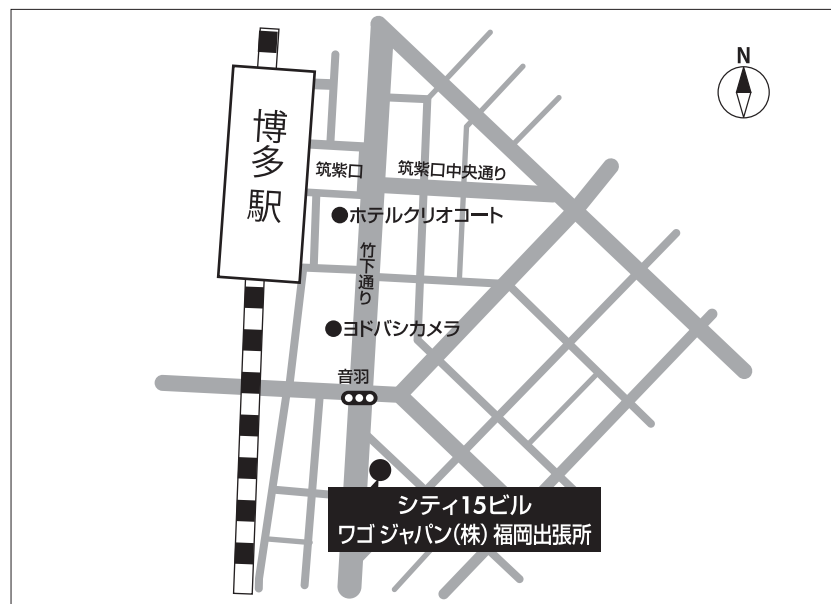 N
博多駅
筑紫口
筑紫口中央通り
ホテルクリオコート
竹下通り
ヨドバシカメラ
音羽
シティ15ビル
ワゴ ジャパン(株) 福岡出張所